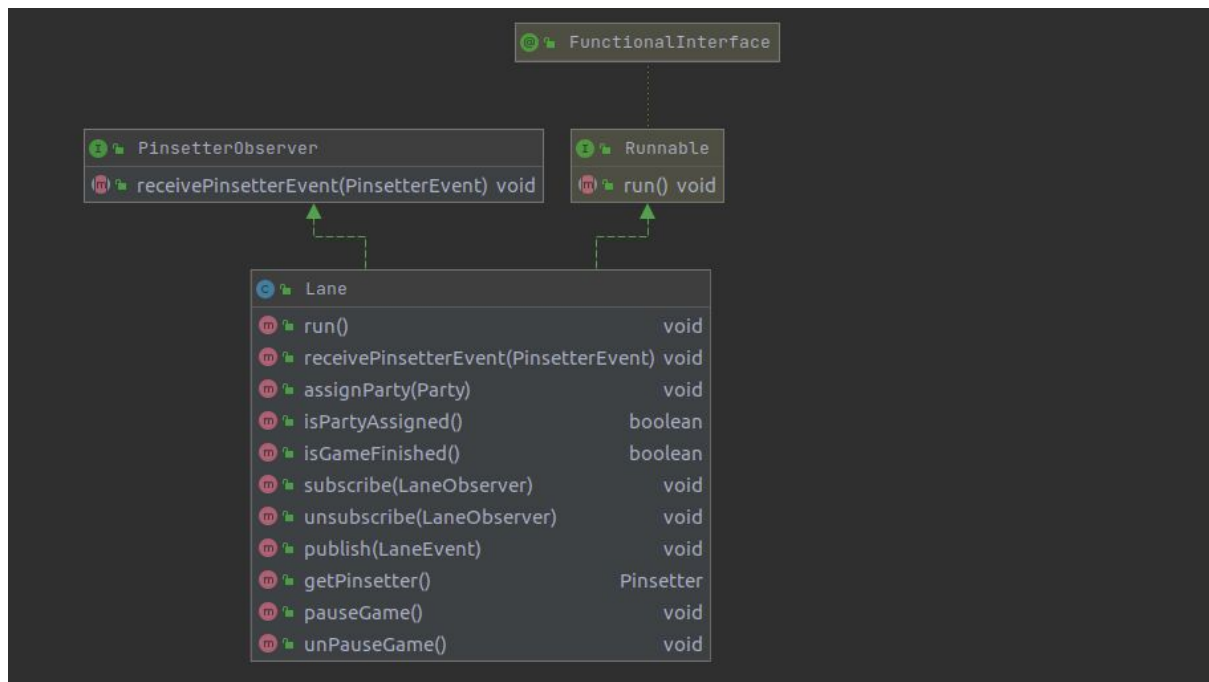 FunctionalInterface
PinsetterObserver
receivePinsetterEvent(PinsetterEvent) void
Runnable
run() void
Lane
run() void
receivePinsetterEvent(PinsetterEvent) void
assignParty(Party) void
isPartyAssigned() boolean
isGameFinished() boolean
subscribe(LaneObserver) void
unsubscribe(LaneObserver) void
publish(LaneEvent) void
getPinsetter() Pinsetter
pauseGame() void
unPauseGame() void